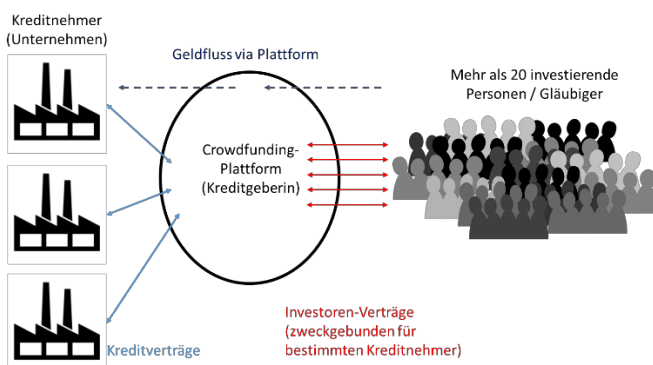 Kreditnehmer
(Unternehmen)
Geldfluss via Plattform
Mehr als 20 investierende
Personen / Gläubiger
Crowdfunding-
Plattform
(Kreditgeberin)
Investoren-Verträge
(zweckgebunden für
bestimmten Kreditnehmer)
Kreditverträge